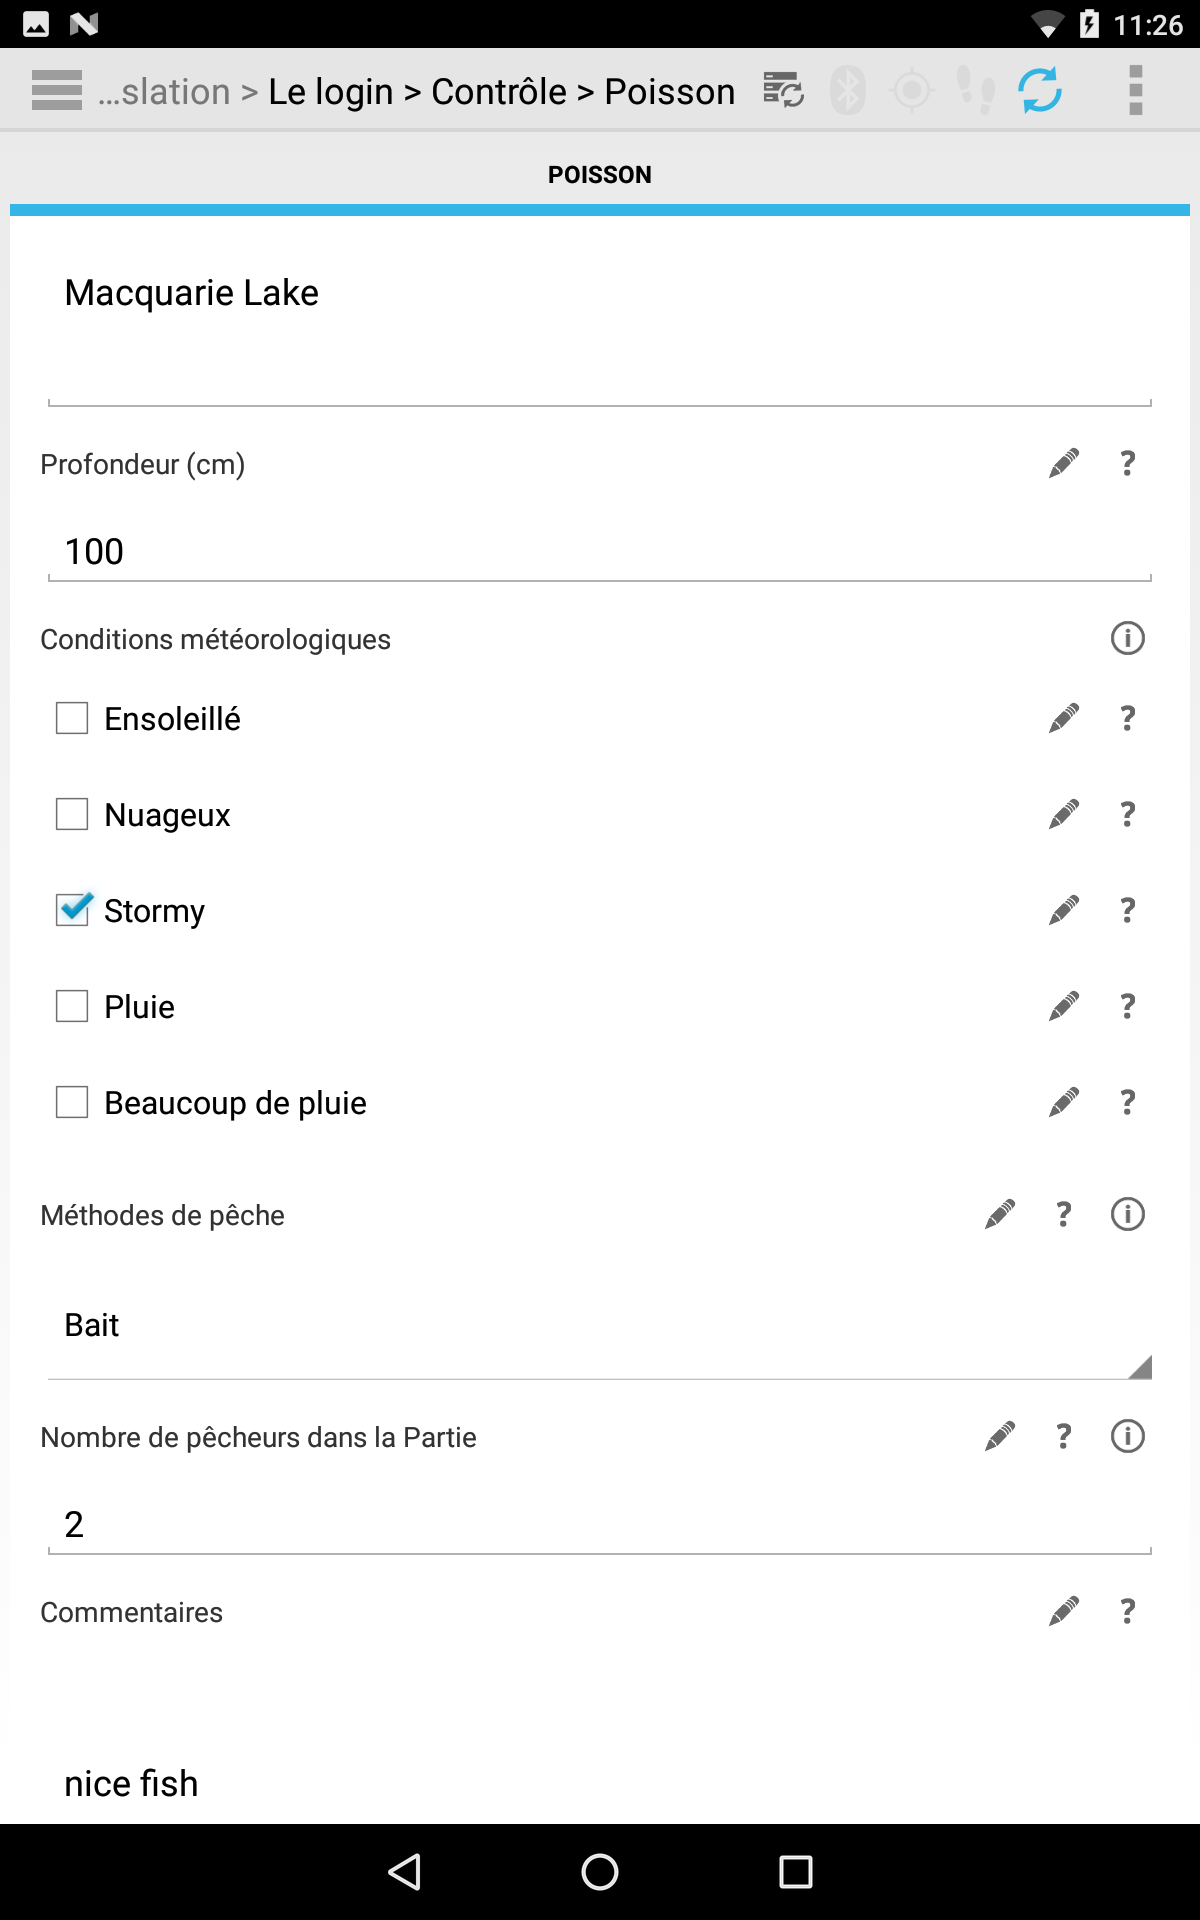 11:26
...slation > Le login > Contrôle > Poisson
POISSON
Macquarie Lake
Profondeur (cm)
?
100
Conditions météorologiques
Ensoleillé
?
Nuageux
?
Stormy
?
Pluie
?
Beaucoup de pluie
?
Méthodes de pêche
?
Bait
Nombre de pêcheurs dans la Partie
?
2
Commentaires
?
nice fish